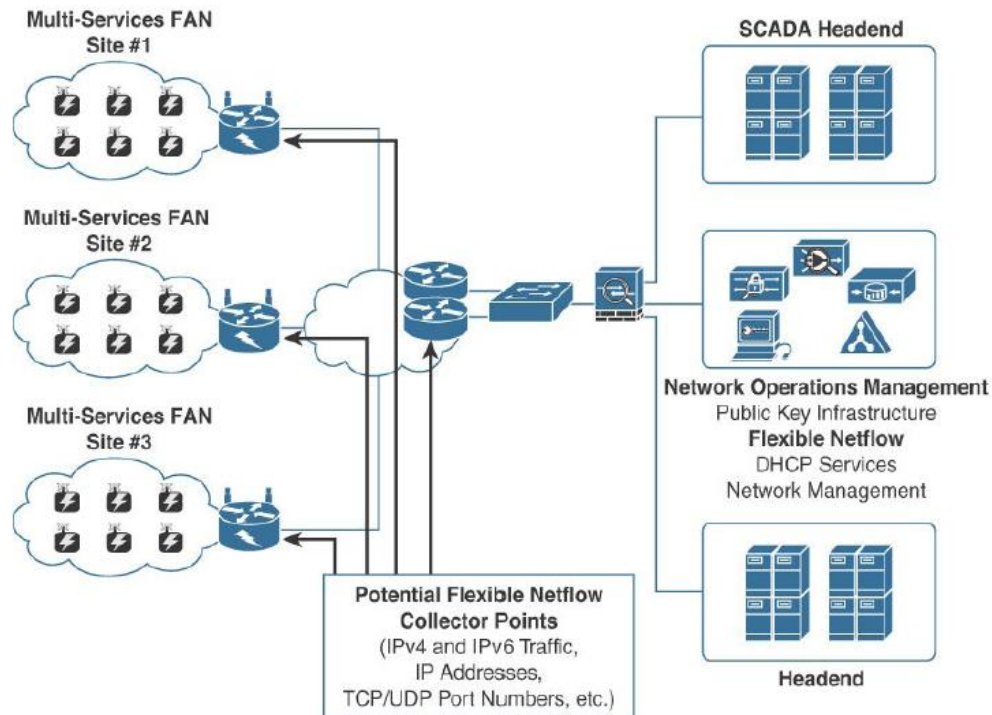 Multi-Services FAN
Site #1
SCADA Headend
Multi-Services FAN
Site #2
Network Operations Management
Public Key Infrastructure
Flexible Netflow
DHCP Services
Network Management
Multi-Services FAN
Site #3
Potential Flexible Netflow
Collector Points
(IPv4 and IPv6 Traffic,
IP Addresses,
TCP/UDP Port Numbers, etc.)
Headend